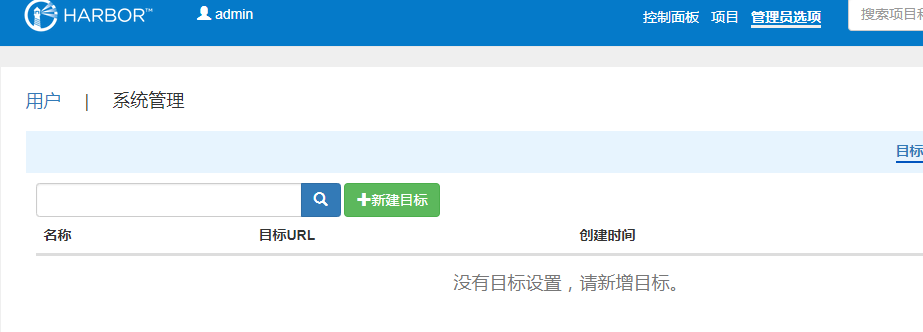 HARBOR™ admin 控制面板 项目 管理员选项 搜索项目
用户 | 系统管理
目标
新建目标
名称 目标URL 创建时间
没有目标设置，请新增目标。